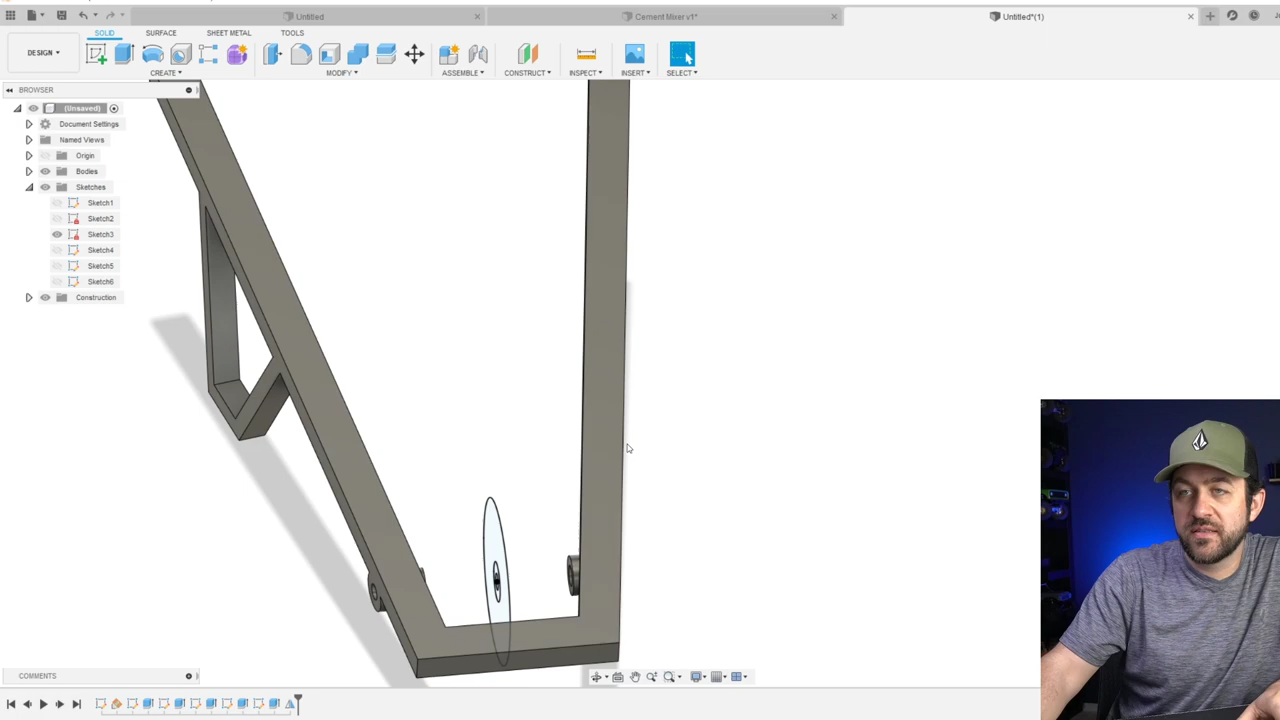 Untitled
Cement Mixer v1*
Untitled*(1)
DESIGN
SOLID
SURFACE
SHEET METAL
TOOLS
CREATE
MODIFY
ASSEMBLE
CONSTRUCT
INSPECT
INSERT
SELECT
BROWSER
(Unsaved)
Document Settings
Named Views
Origin
Bodies
Sketches
Sketch1
Sketch2
Sketch3
Sketch4
Sketch5
Sketch6
Construction
COMMENTS